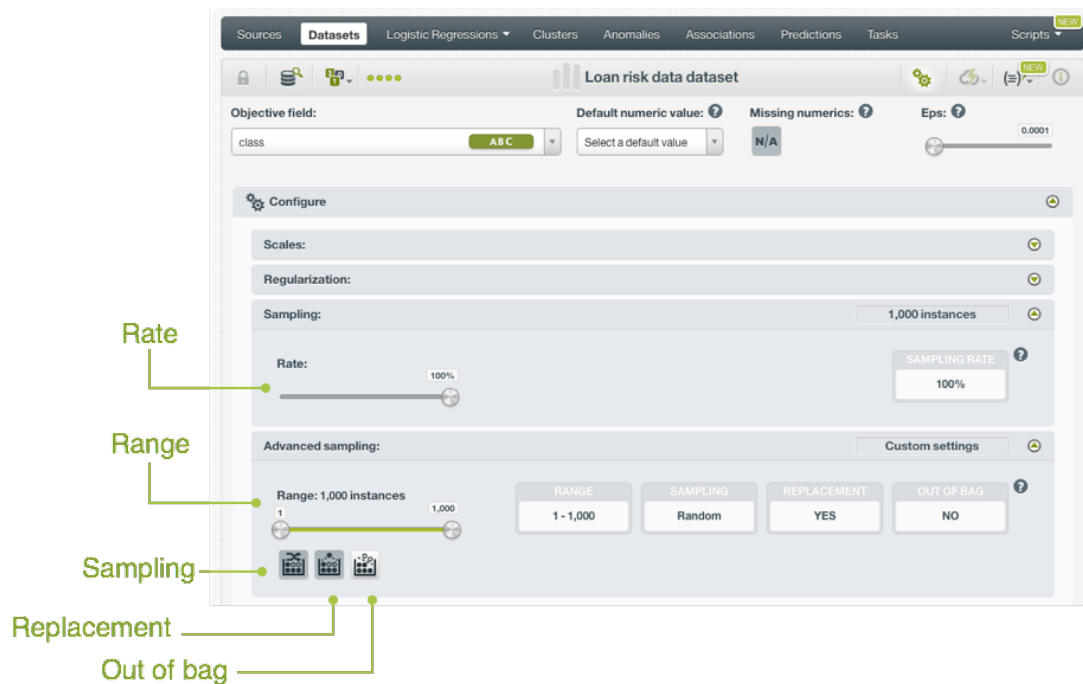 NEW
Sources Datasets Logistic Regressions Clusters Anomalies Associations Predictions Tasks Scripts
NEW
Loan risk data dataset
Objective field: Default numeric value: Missing numerics: Eps:
0.0001
class ABC Select a default value N/A
Configure
Scales:
Regularization:
Sampling: 1,000 instances
Rate
Rate: SAMPLING RATE
100% 100%
Range
Advanced sampling: Custom settings
Range: 1,000 instances RANGE SAMPLING REPLACEMENT OUT OF BAG
1 1,000 1 - 1,000 Random YES NO
Sampling
Replacement
Out of bag